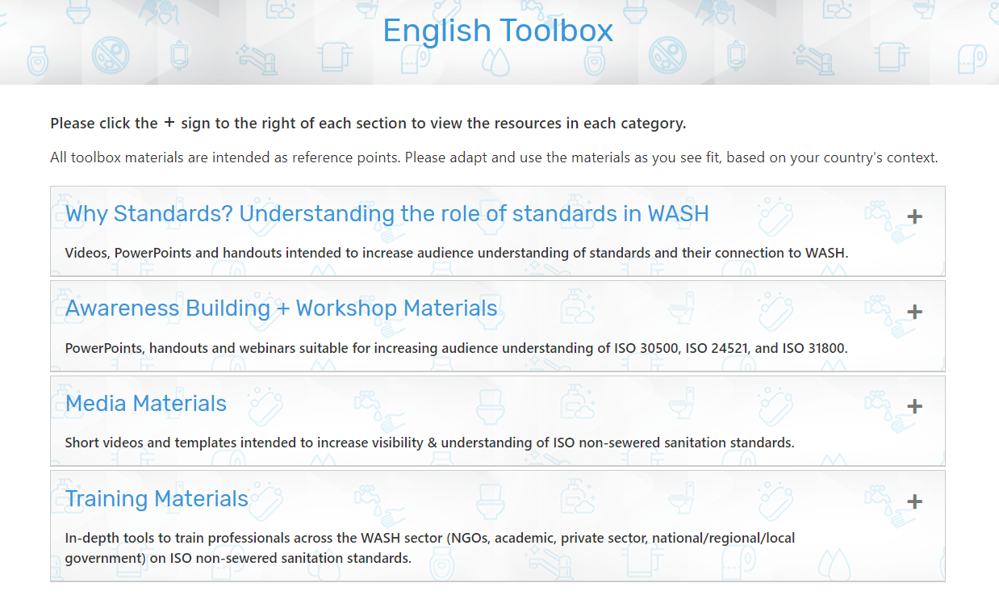 English Toolbox
Please click the + sign to the right of each section to view the resources in each category.
All toolbox materials are intended as reference points. Please adapt and use the materials as you see fit, based on your country's context.
Why Standards? Understanding the role of standards in WASH
+
Videos, PowerPoints and handouts intended to increase audience understanding of standards and their connection to WASH.
Awareness Building + Workshop Materials
+
PowerPoints, handouts and webinars suitable for increasing audience understanding of ISO 30500, ISO 24521, and ISO 31800.
Media Materials
+
Short videos and templates intended to increase visibility & understanding of ISO non-sewered sanitation standards.
Training Materials
+
In-depth tools to train professionals across the WASH sector (NGOs, academic, private sector, national/regional/local
government) on ISO non-sewered sanitation standards.